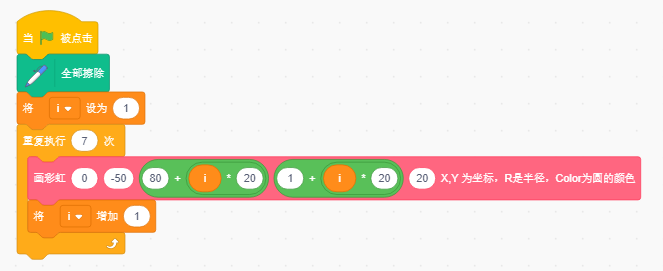 当 被点击
全部擦除
将 i 设为 1
重复执行 7 次
画彩虹 0 -50 80 + i * 20 1 + i * 20 20 X,Y 为坐标，R是半径，Color为圆的颜色
将 i 增加 1